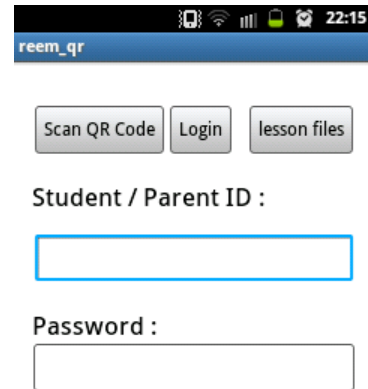 22:15
reem_qr
Scan QR Code Login lesson files
Student / Parent ID :
Password :